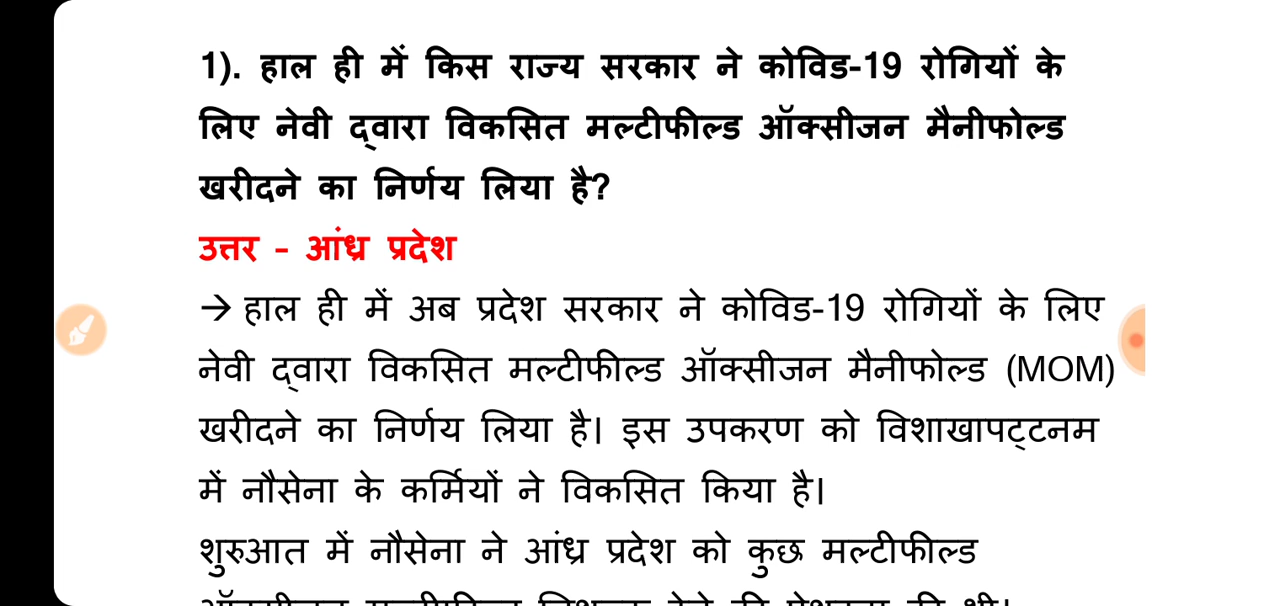 1). हाल ही में किस राज्य सरकार ने कोविड-19 रोगियों के
लिए नेवी द्वारा विकसित मल्टीफील्ड ऑक्सीजन मैनीफोल्ड
खरीदने का निर्णय लिया है?
उत्तर - आंध्र प्रदेश
→ हाल ही में अब प्रदेश सरकार ने कोविड-19 रोगियों के लिए
नेवी द्वारा विकसित मल्टीफील्ड ऑक्सीजन मैनीफोल्ड (MOM)
खरीदने का निर्णय लिया है। इस उपकरण को विशाखापट्टनम
में नौसेना के कर्मियों ने विकसित किया है।
शुरुआत में नौसेना ने आंध्र प्रदेश को कुछ मल्टीफील्ड